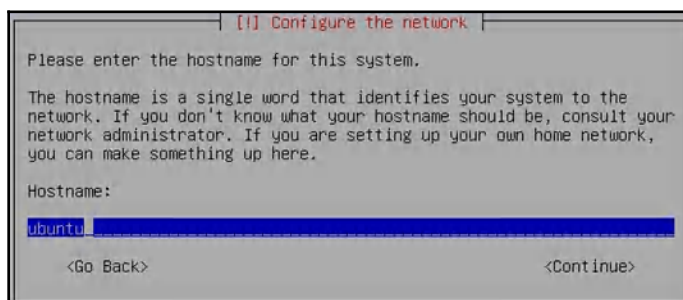 [!] Configure the network
Please enter the hostname for this system.
The hostname is a single word that identifies your system to the
network. If you don't know what your hostname should be, consult your
network administrator. If you are setting up your own home network,
you can make something up here.
Hostname:
ubuntu
<Go Back> <Continue>